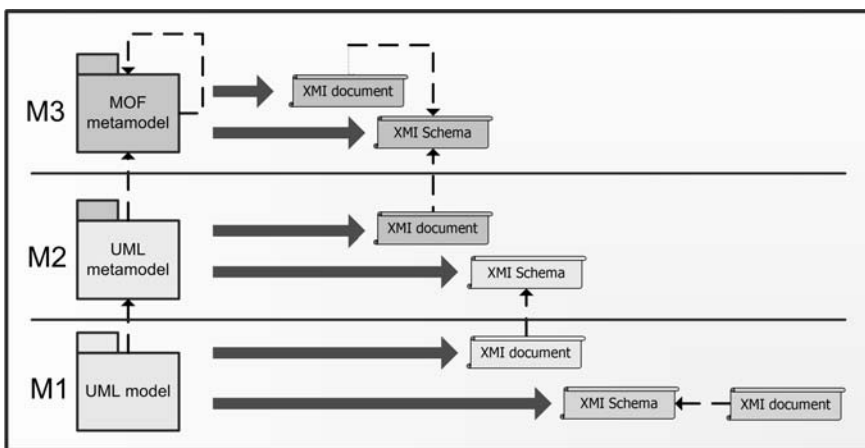 M3
MOF
metamodel
XMI document
XMI Schema
M2
UML
metamodel
XMI document
XMI Schema
M1
UML model
XMI document
XMI Schema
XMI document